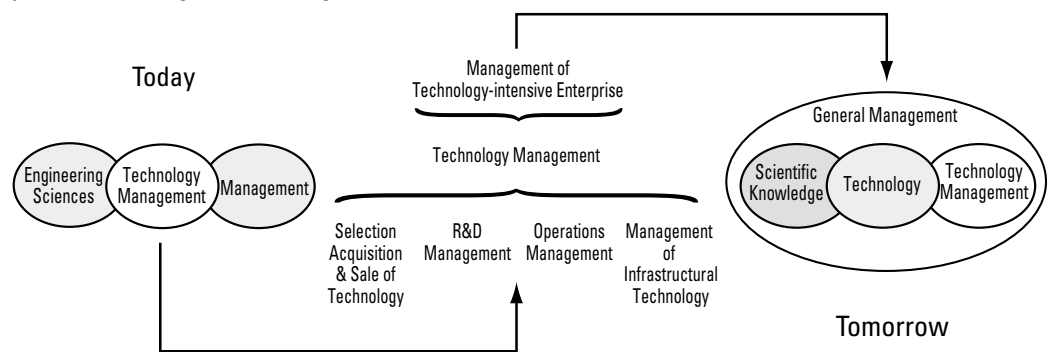 Today
Engineering
Sciences
Technology
Management
Management
Management of
Technology-intensive Enterprise
Technology Management
Selection
Acquisition
& Sale of
Technology
R&D
Management
Operations
Management
Management
of
Infrastructural
Technology
General Management
Scientific
Knowledge
Technology
Technology
Management
Tomorrow